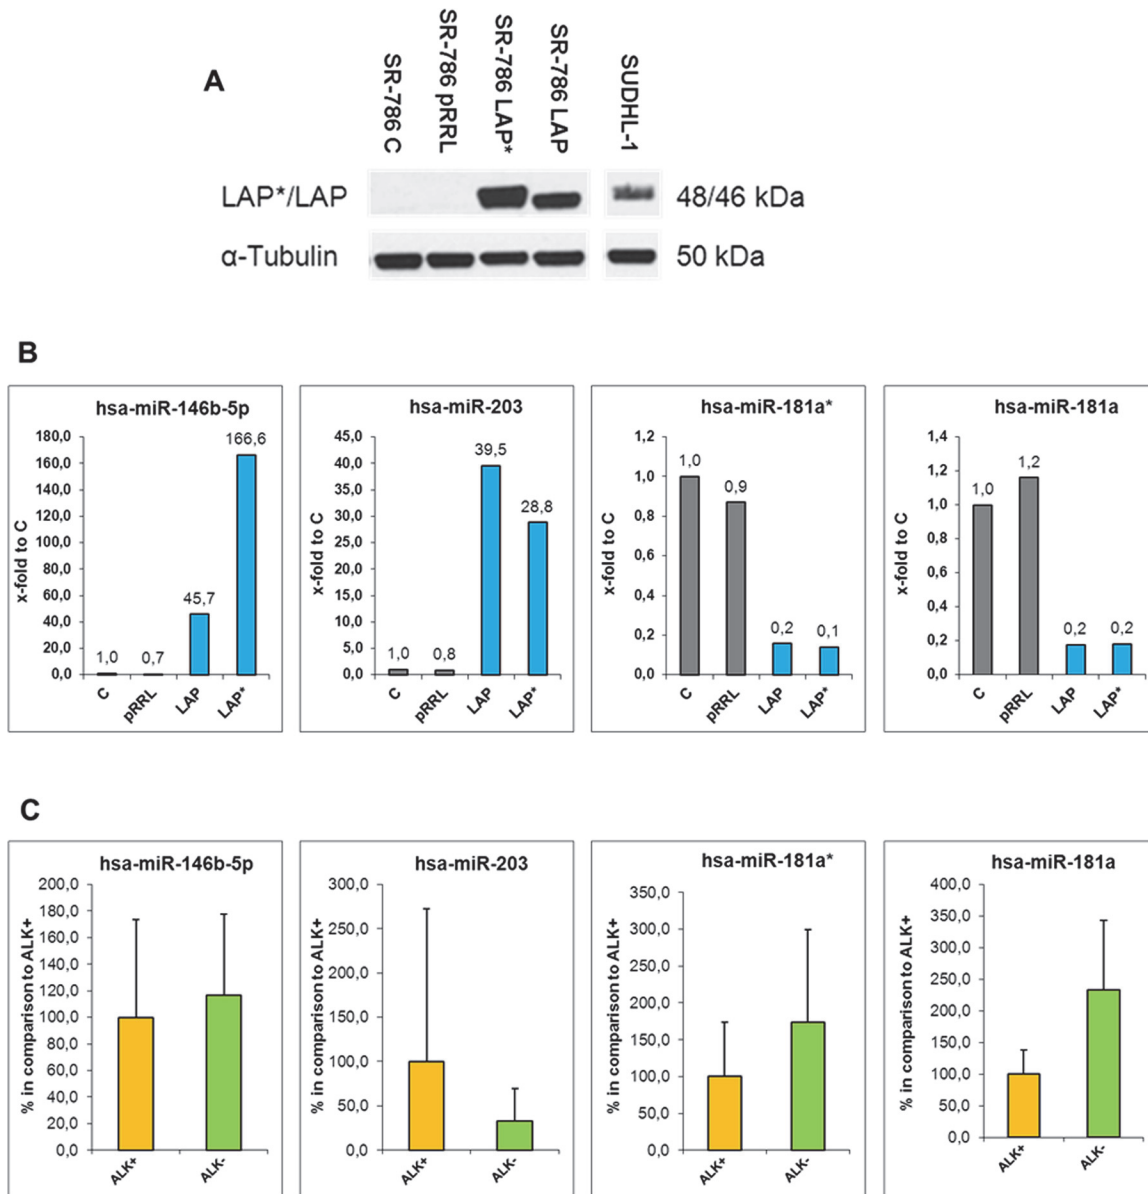 A
SR-786 C
SR-786 pRRL
SR-786 LAP*
SR-786 LAP
SUDHL-1
LAP*/LAP
48/46 kDa
α-Tubulin
50 kDa
B
hsa-miR-146b-5p
x-fold to C
180,0
160,0
140,0
120,0
100,0
80,0
60,0
40,0
20,0
0,0
1,0
0,7
45,7
166,6
C
pRRL
LAP
LAP*
hsa-miR-203
x-fold to C
45,0
40,0
35,0
30,0
25,0
20,0
15,0
10,0
5,0
0,0
1,0
0,8
39,5
28,8
C
pRRL
LAP
LAP*
hsa-miR-181a*
x-fold to C
1,2
1,0
0,8
0,6
0,4
0,2
0,0
1,0
0,9
0,2
0,1
C
pRRL
LAP
LAP*
hsa-miR-181a
x-fold to C
1,4
1,2
1,0
0,8
0,6
0,4
0,2
0,0
1,0
1,2
0,2
0,2
C
pRRL
LAP
LAP*
C
hsa-miR-146b-5p
% in comparison to ALK+
200,0
180,0
160,0
140,0
120,0
100,0
80,0
60,0
40,0
20,0
0,0
ALK+
ALK-
hsa-miR-203
% in comparison to ALK+
300,0
250,0
200,0
150,0
100,0
50,0
0,0
ALK+
ALK-
hsa-miR-181a*
% in comparison to ALK+
350,0
300,0
250,0
200,0
150,0
100,0
50,0
0,0
ALK+
ALK-
hsa-miR-181a
% in comparison to ALK+
400,0
350,0
300,0
250,0
200,0
150,0
100,0
50,0
0,0
ALK+
ALK-